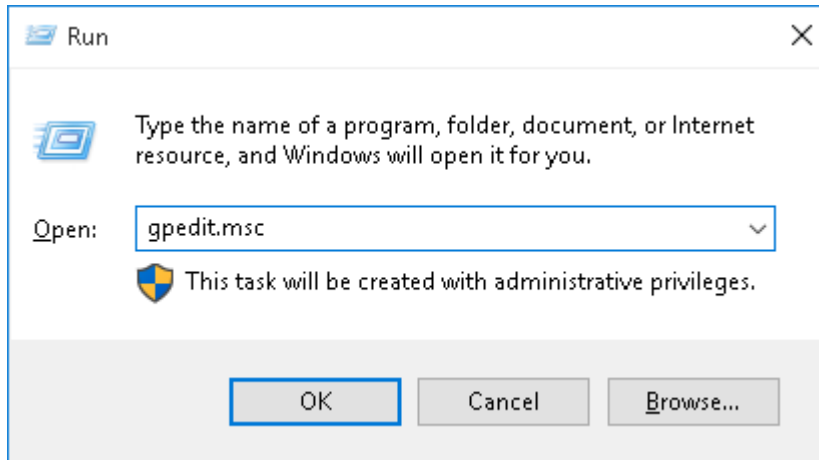 Run
Type the name of a program, folder, document, or Internet
resource, and Windows will open it for you.
Open: gpedit.msc
This task will be created with administrative privileges.
OK Cancel Browse...